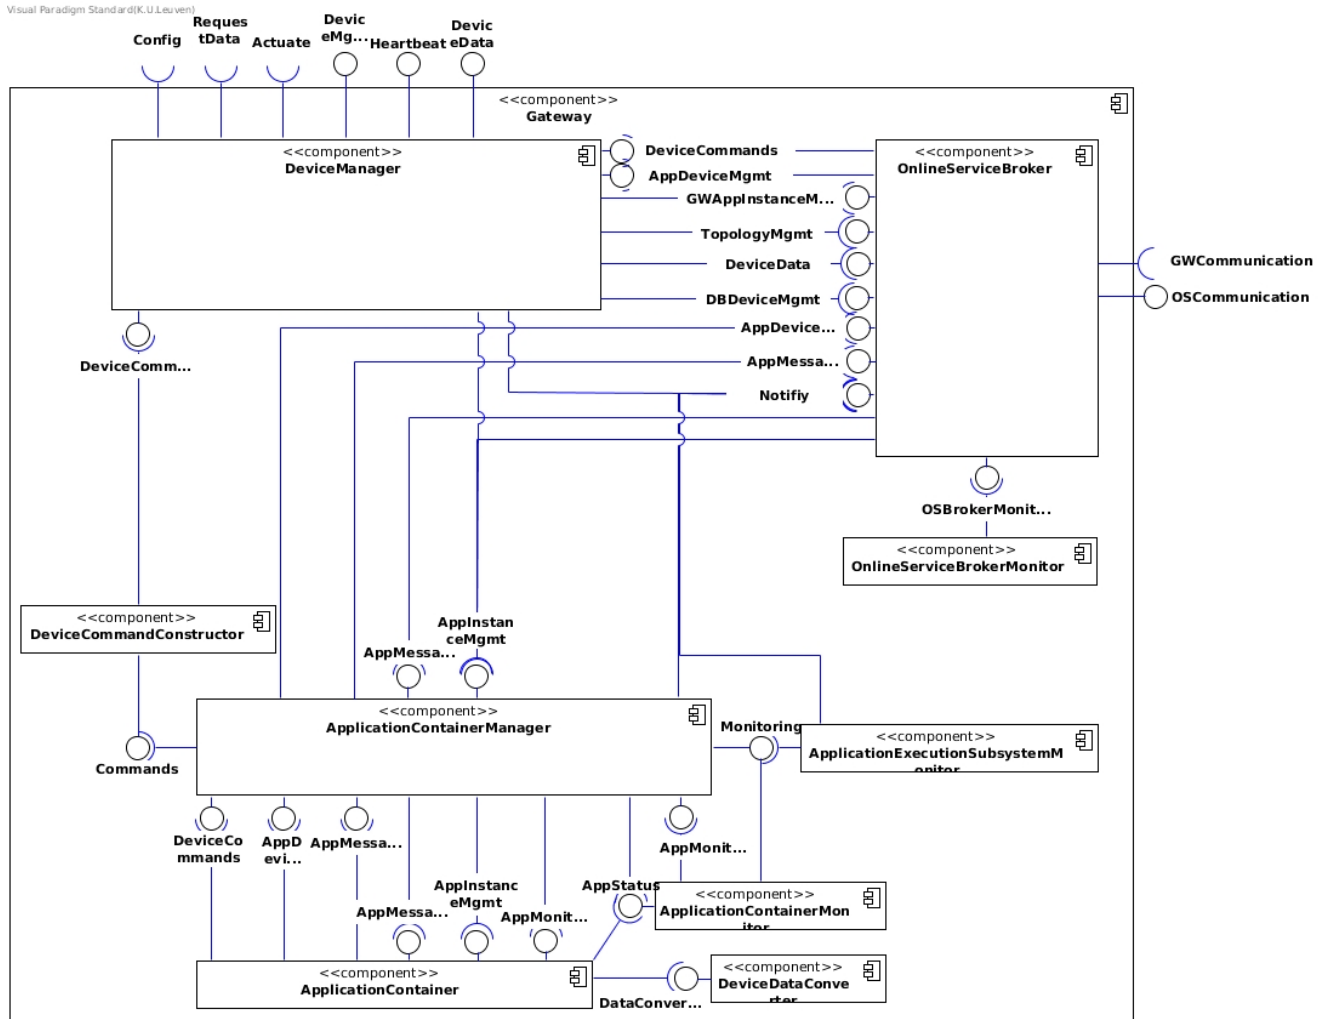 Visual Paradigm Standard(K.U.Leuven)
Config
Reques
tData
Actuate
Devic
eMg...
Heartbeat
Devic
eData
<<component>>
Gateway
<<component>>
DeviceManager
DeviceCommands
AppDeviceMgmt
GWAppInstanceM...
TopologyMgmt
DeviceData
DBDeviceMgmt
AppDevice...
AppMessa...
Notifiy
<<component>>
OnlineServiceBroker
GWCommunication
OSCommunication
DeviceComm...
OSBrokerMonit...
<<component>>
OnlineServiceBrokerMonitor
<<component>>
DeviceCommandConstructor
AppInstan
ceMgmt
AppMessa...
<<component>>
ApplicationContainerManager
Monitoring
<<component>>
ApplicationExecutionSubsystemM
onitor
Commands
DeviceCo
mmands
AppD
evi...
AppMessa...
AppMonit...
AppInstanc
eMgmt
AppStatus
AppMessa...
AppMonit...
<<component>>
ApplicationContainerMon
itor
<<component>>
ApplicationContainer
DataConver...
<<component>>
DeviceDataConve
rter